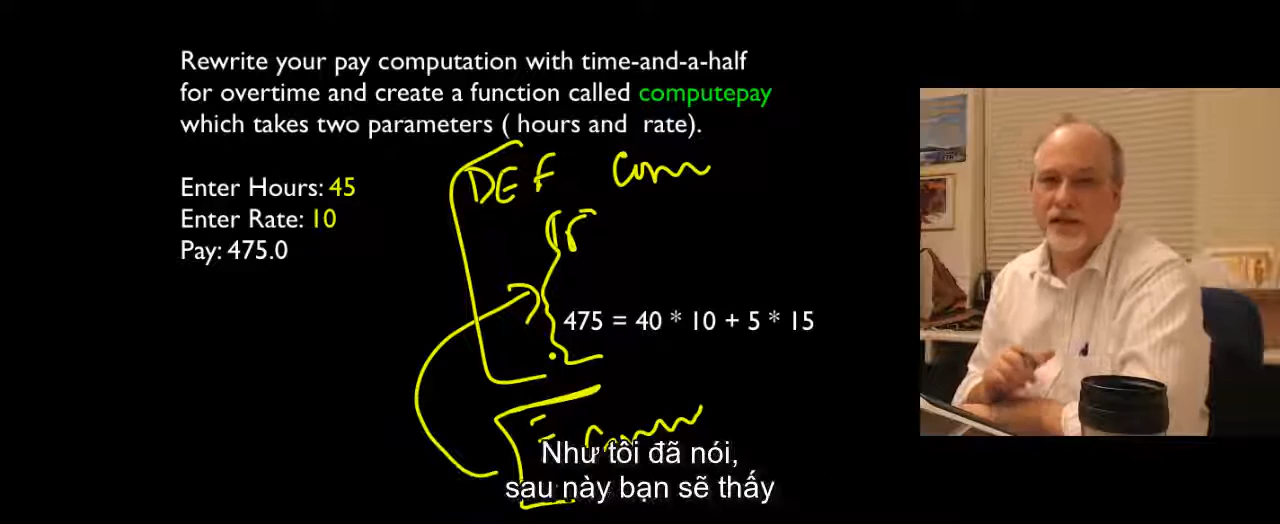 Rewrite your pay computation with time-and-a-half
for overtime and create a function called computepay
which takes two parameters ( hours and rate).
Enter Hours: 45
Enter Rate: 10
Pay: 475.0
DEF com
475 = 40 * 10 + 5 * 15
Như tôi đã nói,
sau này bạn sẽ thấy